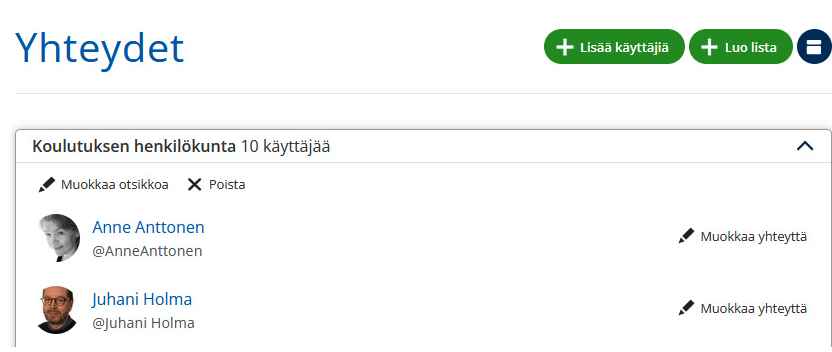 Yhteydet
Lisää käyttäjiä
Luo lista
Koulutuksen henkilökunta 10 käyttäjää
Muokkaa otsikkoa Poista
Anne Anttonen
@AnneAnttonen
Muokkaa yhteyttä
Juhani Holma
@Juhani Holma
Muokkaa yhteyttä